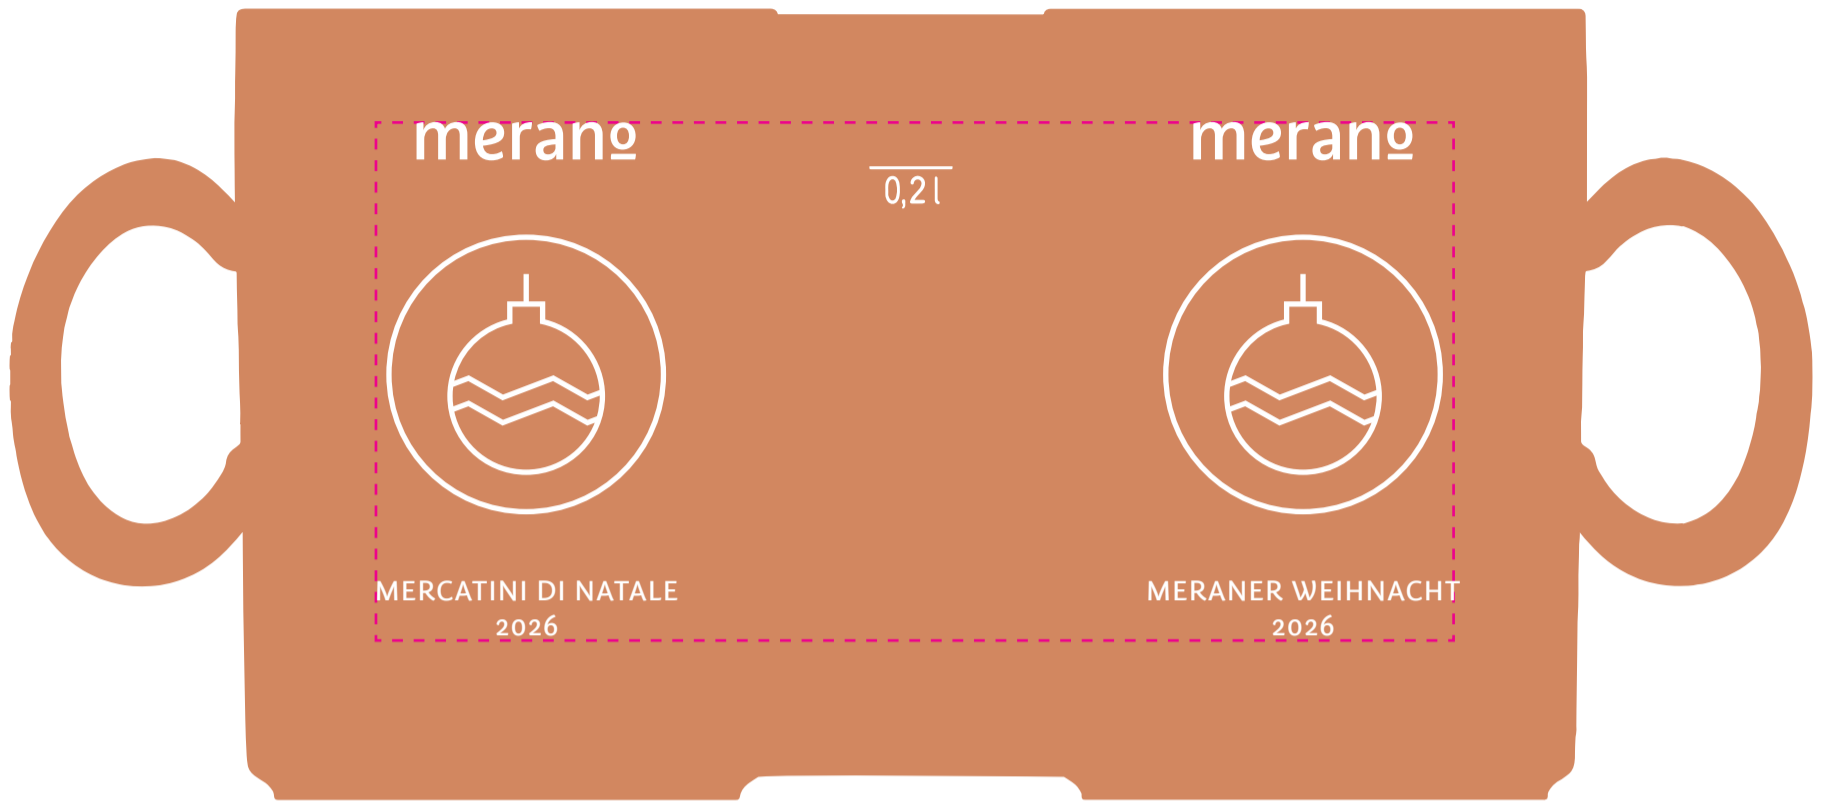 merano
MERCATINI DI NATALE
2026
0,2 l
merano
MERANER WEIHNACHT
2026